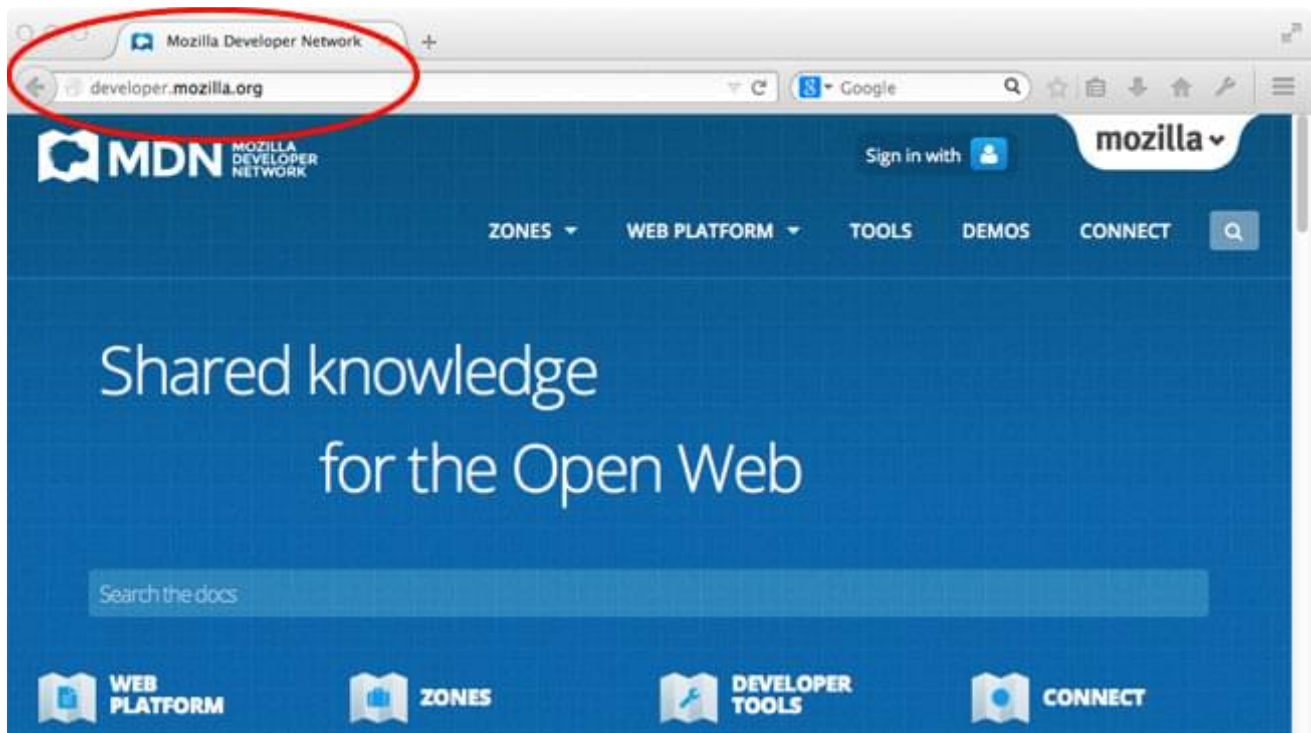 Mozilla Developer Network
developer.mozilla.org
Google
MDN MOZILLA
DEVELOPER
NETWORK
Sign in with
mozilla
ZONES WEB PLATFORM TOOLS DEMOS CONNECT
Shared knowledge
for the Open Web
Search the docs
WEB
PLATFORM
ZONES
DEVELOPER
TOOLS
CONNECT